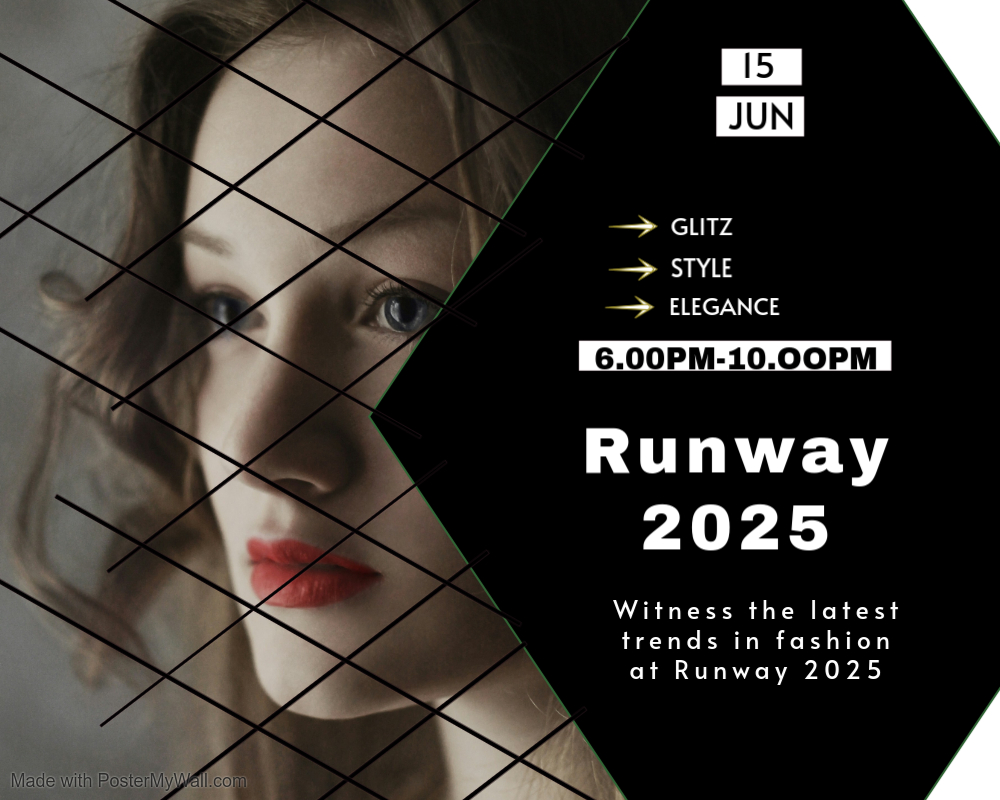 15
JUN
GLITZ
STYLE
ELEGANCE
6.00PM-10.OOPM
Runway
2025
Witness the latest
trends in fashion
at Runway 2025
Made with PosterMyWall.com